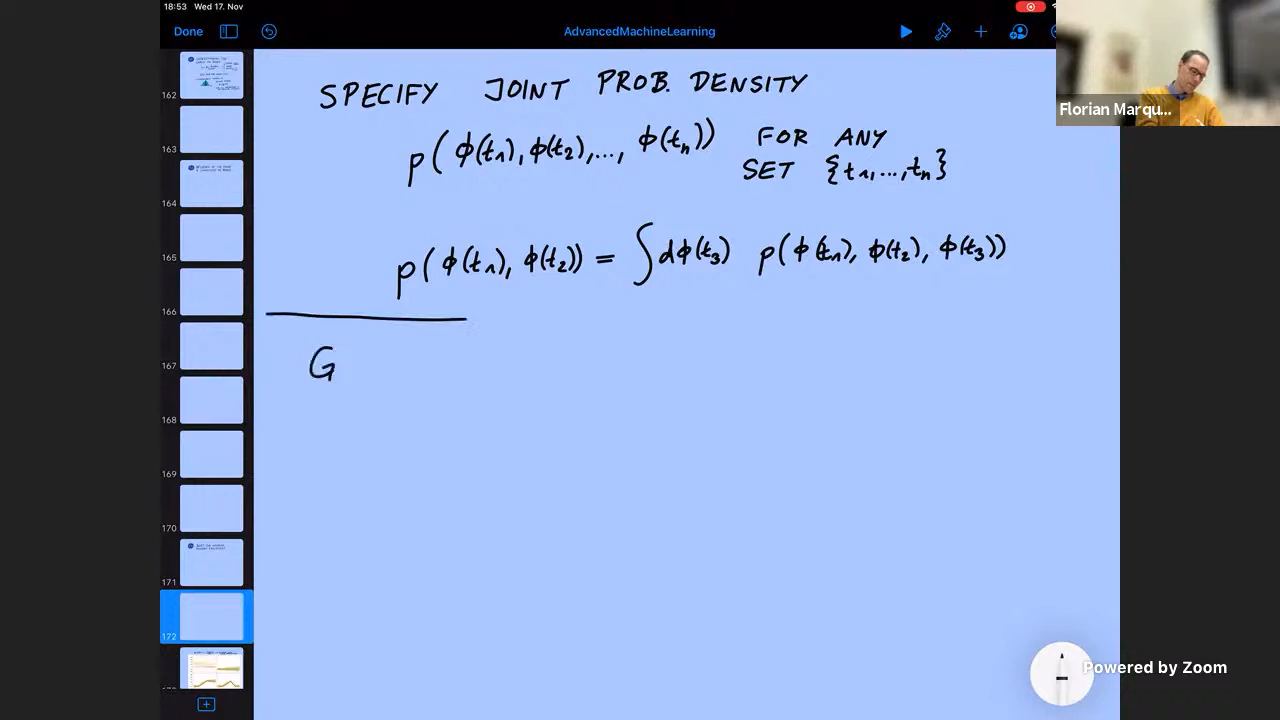 18:53 Wed 17. Nov
Done
AdvancedMachineLearning
Florian Marqu...
SPECIFY JOINT PROB. DENSITY
p(ϕ(t₁), ϕ(t₂), ..., ϕ(tₙ)) FOR ANY
SET {t₁,...,tₙ}
p(ϕ(t₁), ϕ(t₂)) = ∫dϕ(t₃) p(ϕ(t₁), ϕ(t₂), ϕ(t₃))
G
162
163
164
165
166
167
168
169
170
171
172
Powered by Zoom